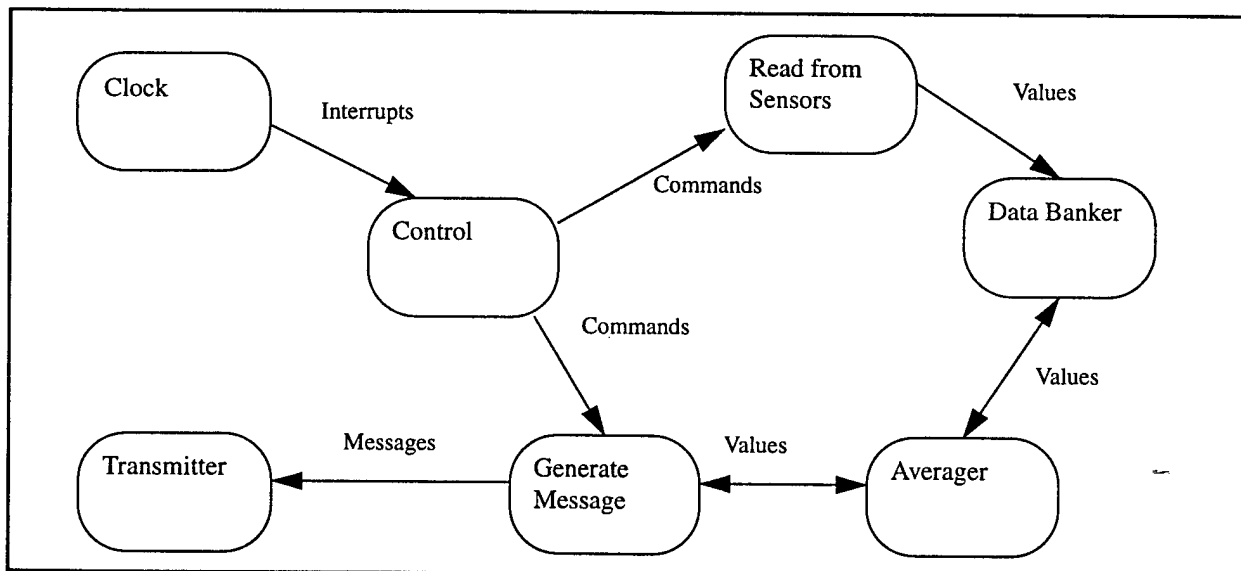 Clock
Interrupts
Read from
Sensors
Values
Commands
Control
Data Banker
Commands
Values
Messages
Values
Transmitter
Generate
Message
Averager